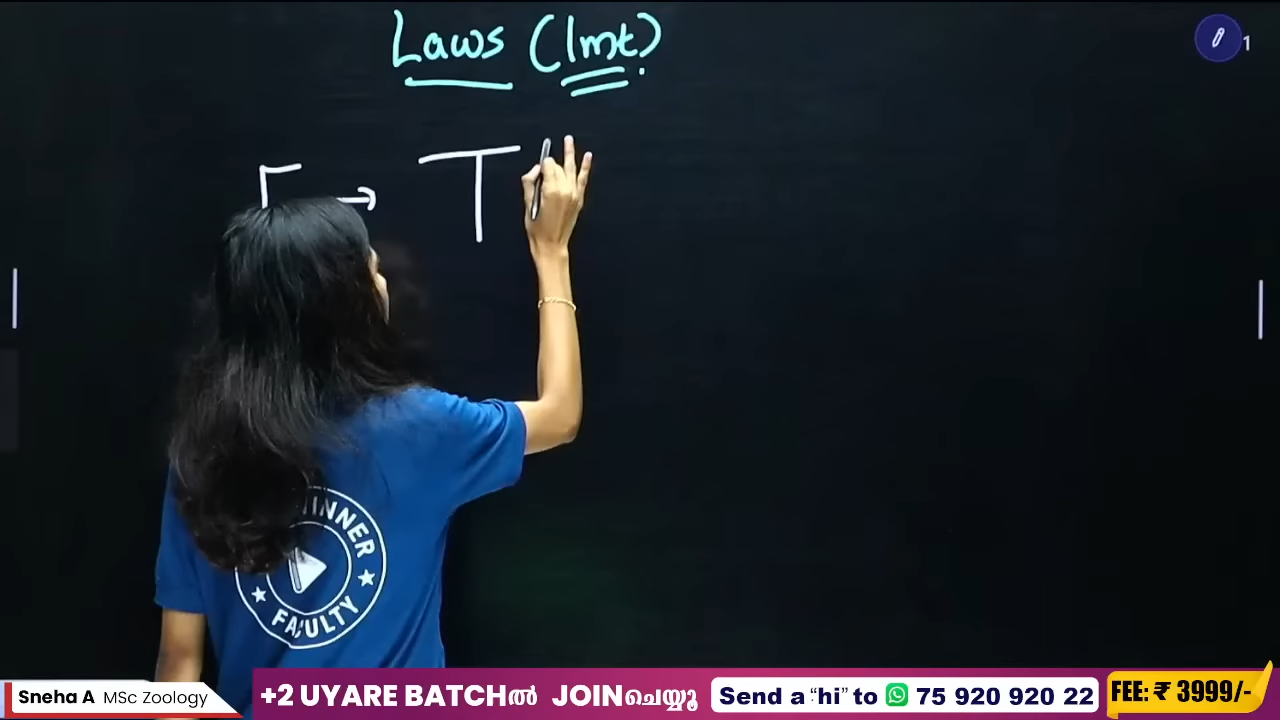 Laws (Imt)
T
FACULTY
Sneha A MSc Zoology
+2 UYARE BATCHൽ JOINചെയ്യൂ
Send a “hi” to 75 920 920 22
FEE: ₹ 3999/-
1